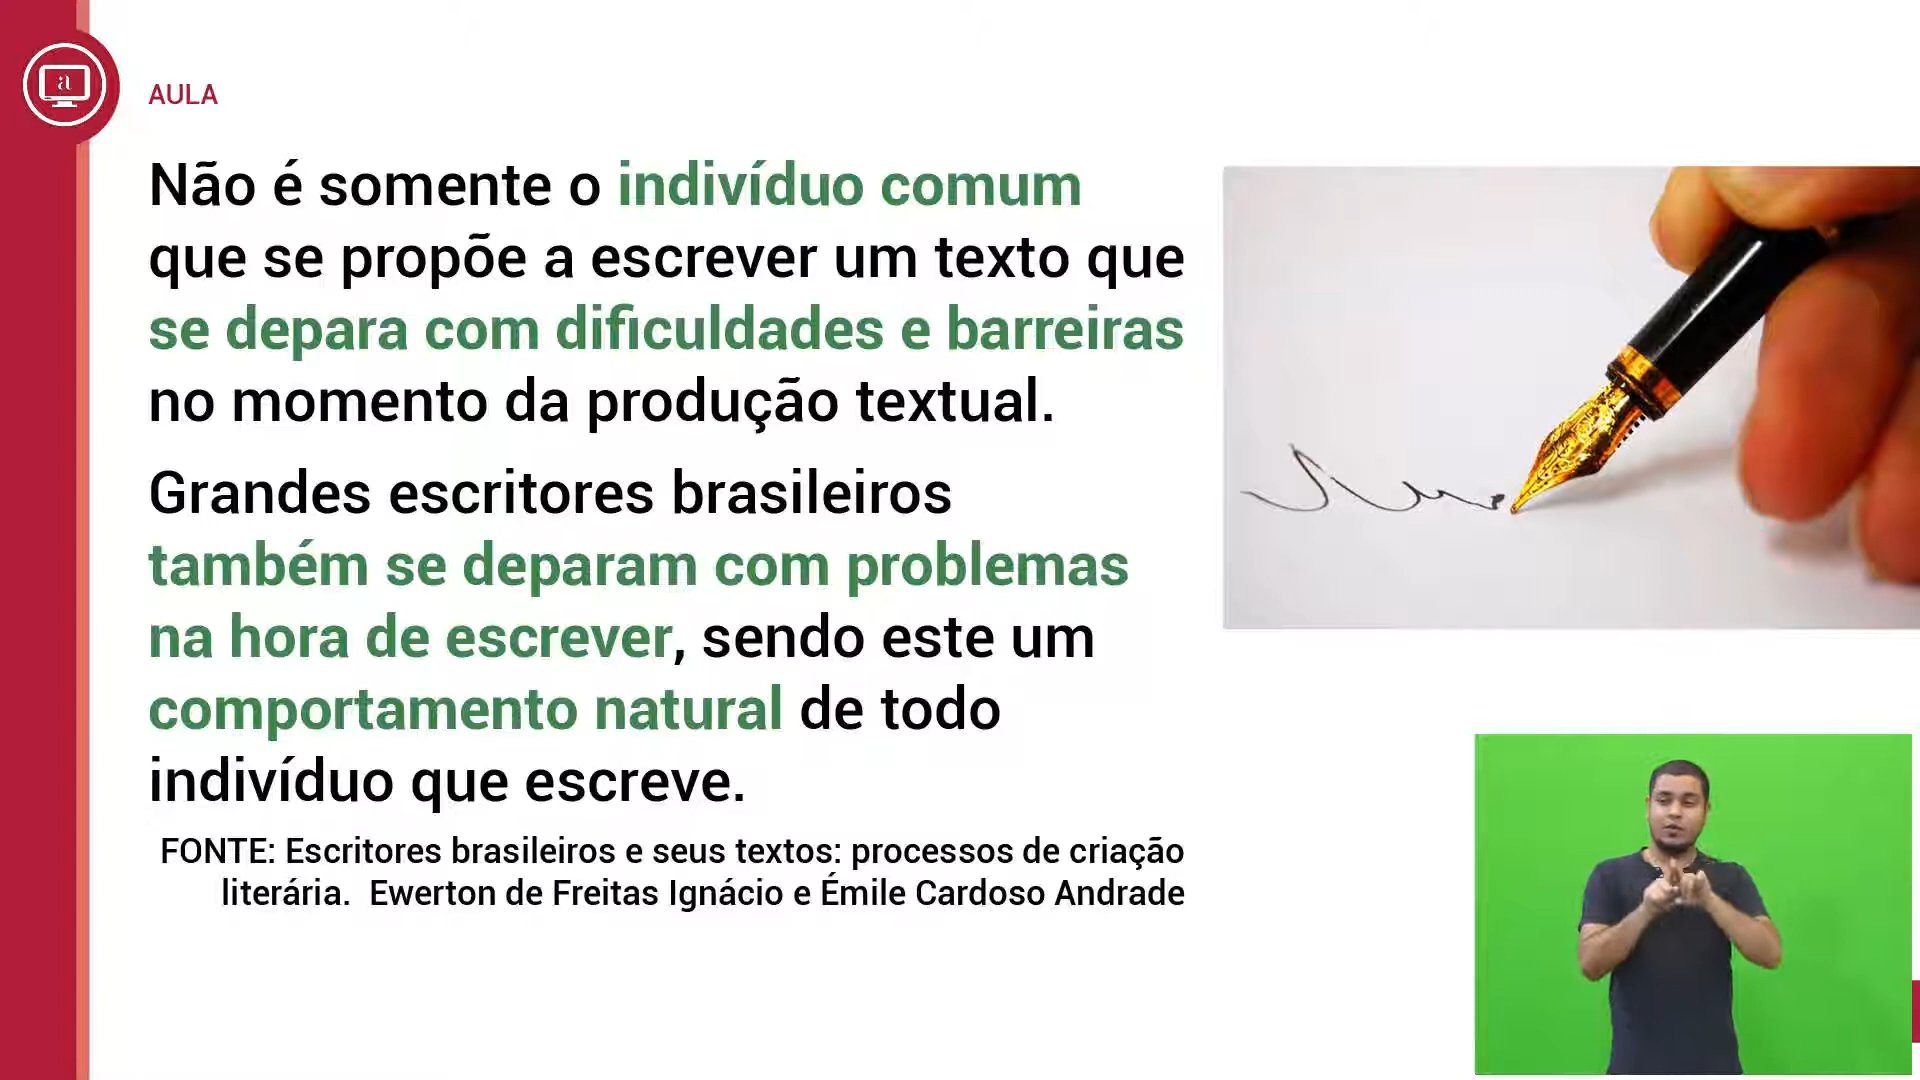 AULA
Não é somente o indivíduo comum
que se propõe a escrever um texto que
se depara com dificuldades e barreiras
no momento da produção textual.
Grandes escritores brasileiros
também se deparam com problemas
na hora de escrever, sendo este um
comportamento natural de todo
indivíduo que escreve.
FONTE: Escritores brasileiros e seus textos: processos de criação
literária.  Ewerton de Freitas Ignácio e Émile Cardoso Andrade